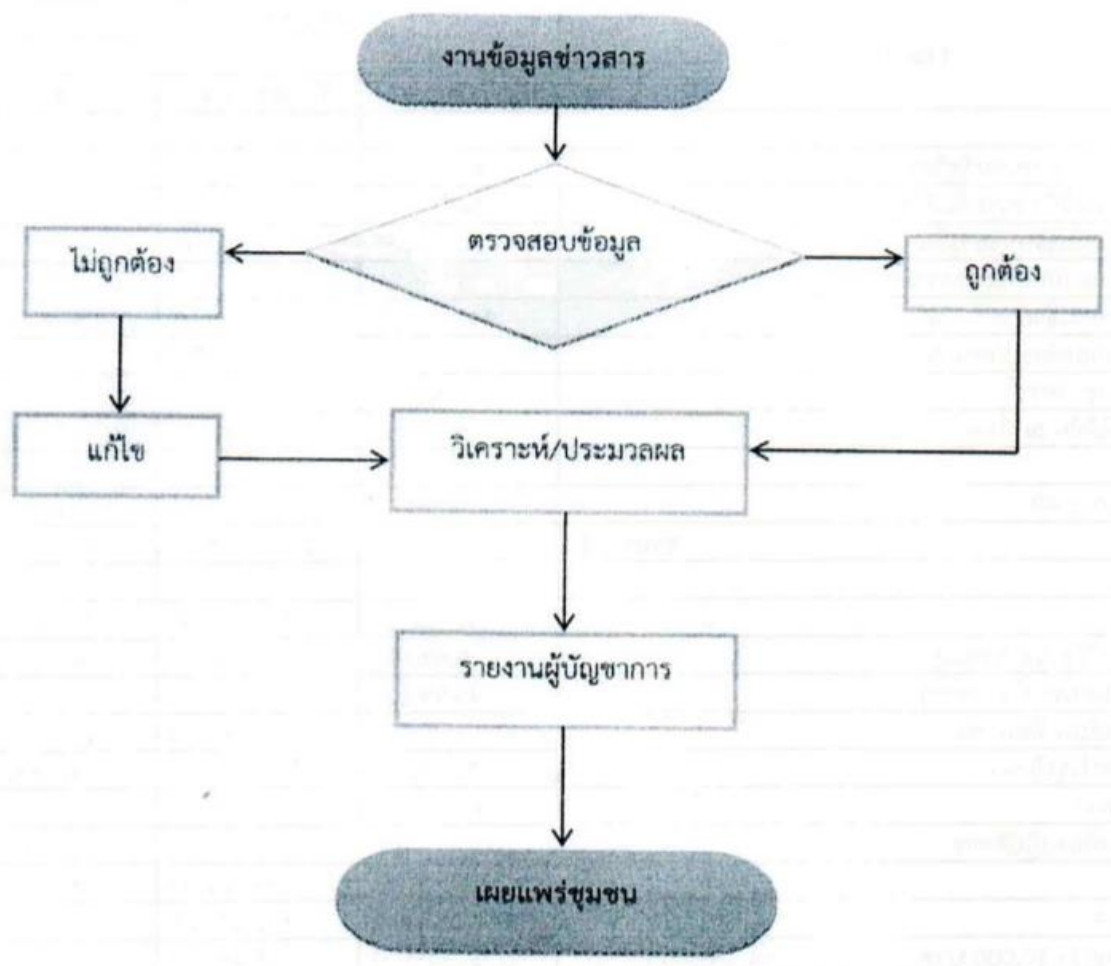 งานข้อมูลข่าวสาร
ตรวจสอบข้อมูล
ไม่ถูกต้อง
ถูกต้อง
แก้ไข
วิเคราะห์/ประมวลผล
รายงานผู้บัญชาการ
เผยแพร่ชุมชน